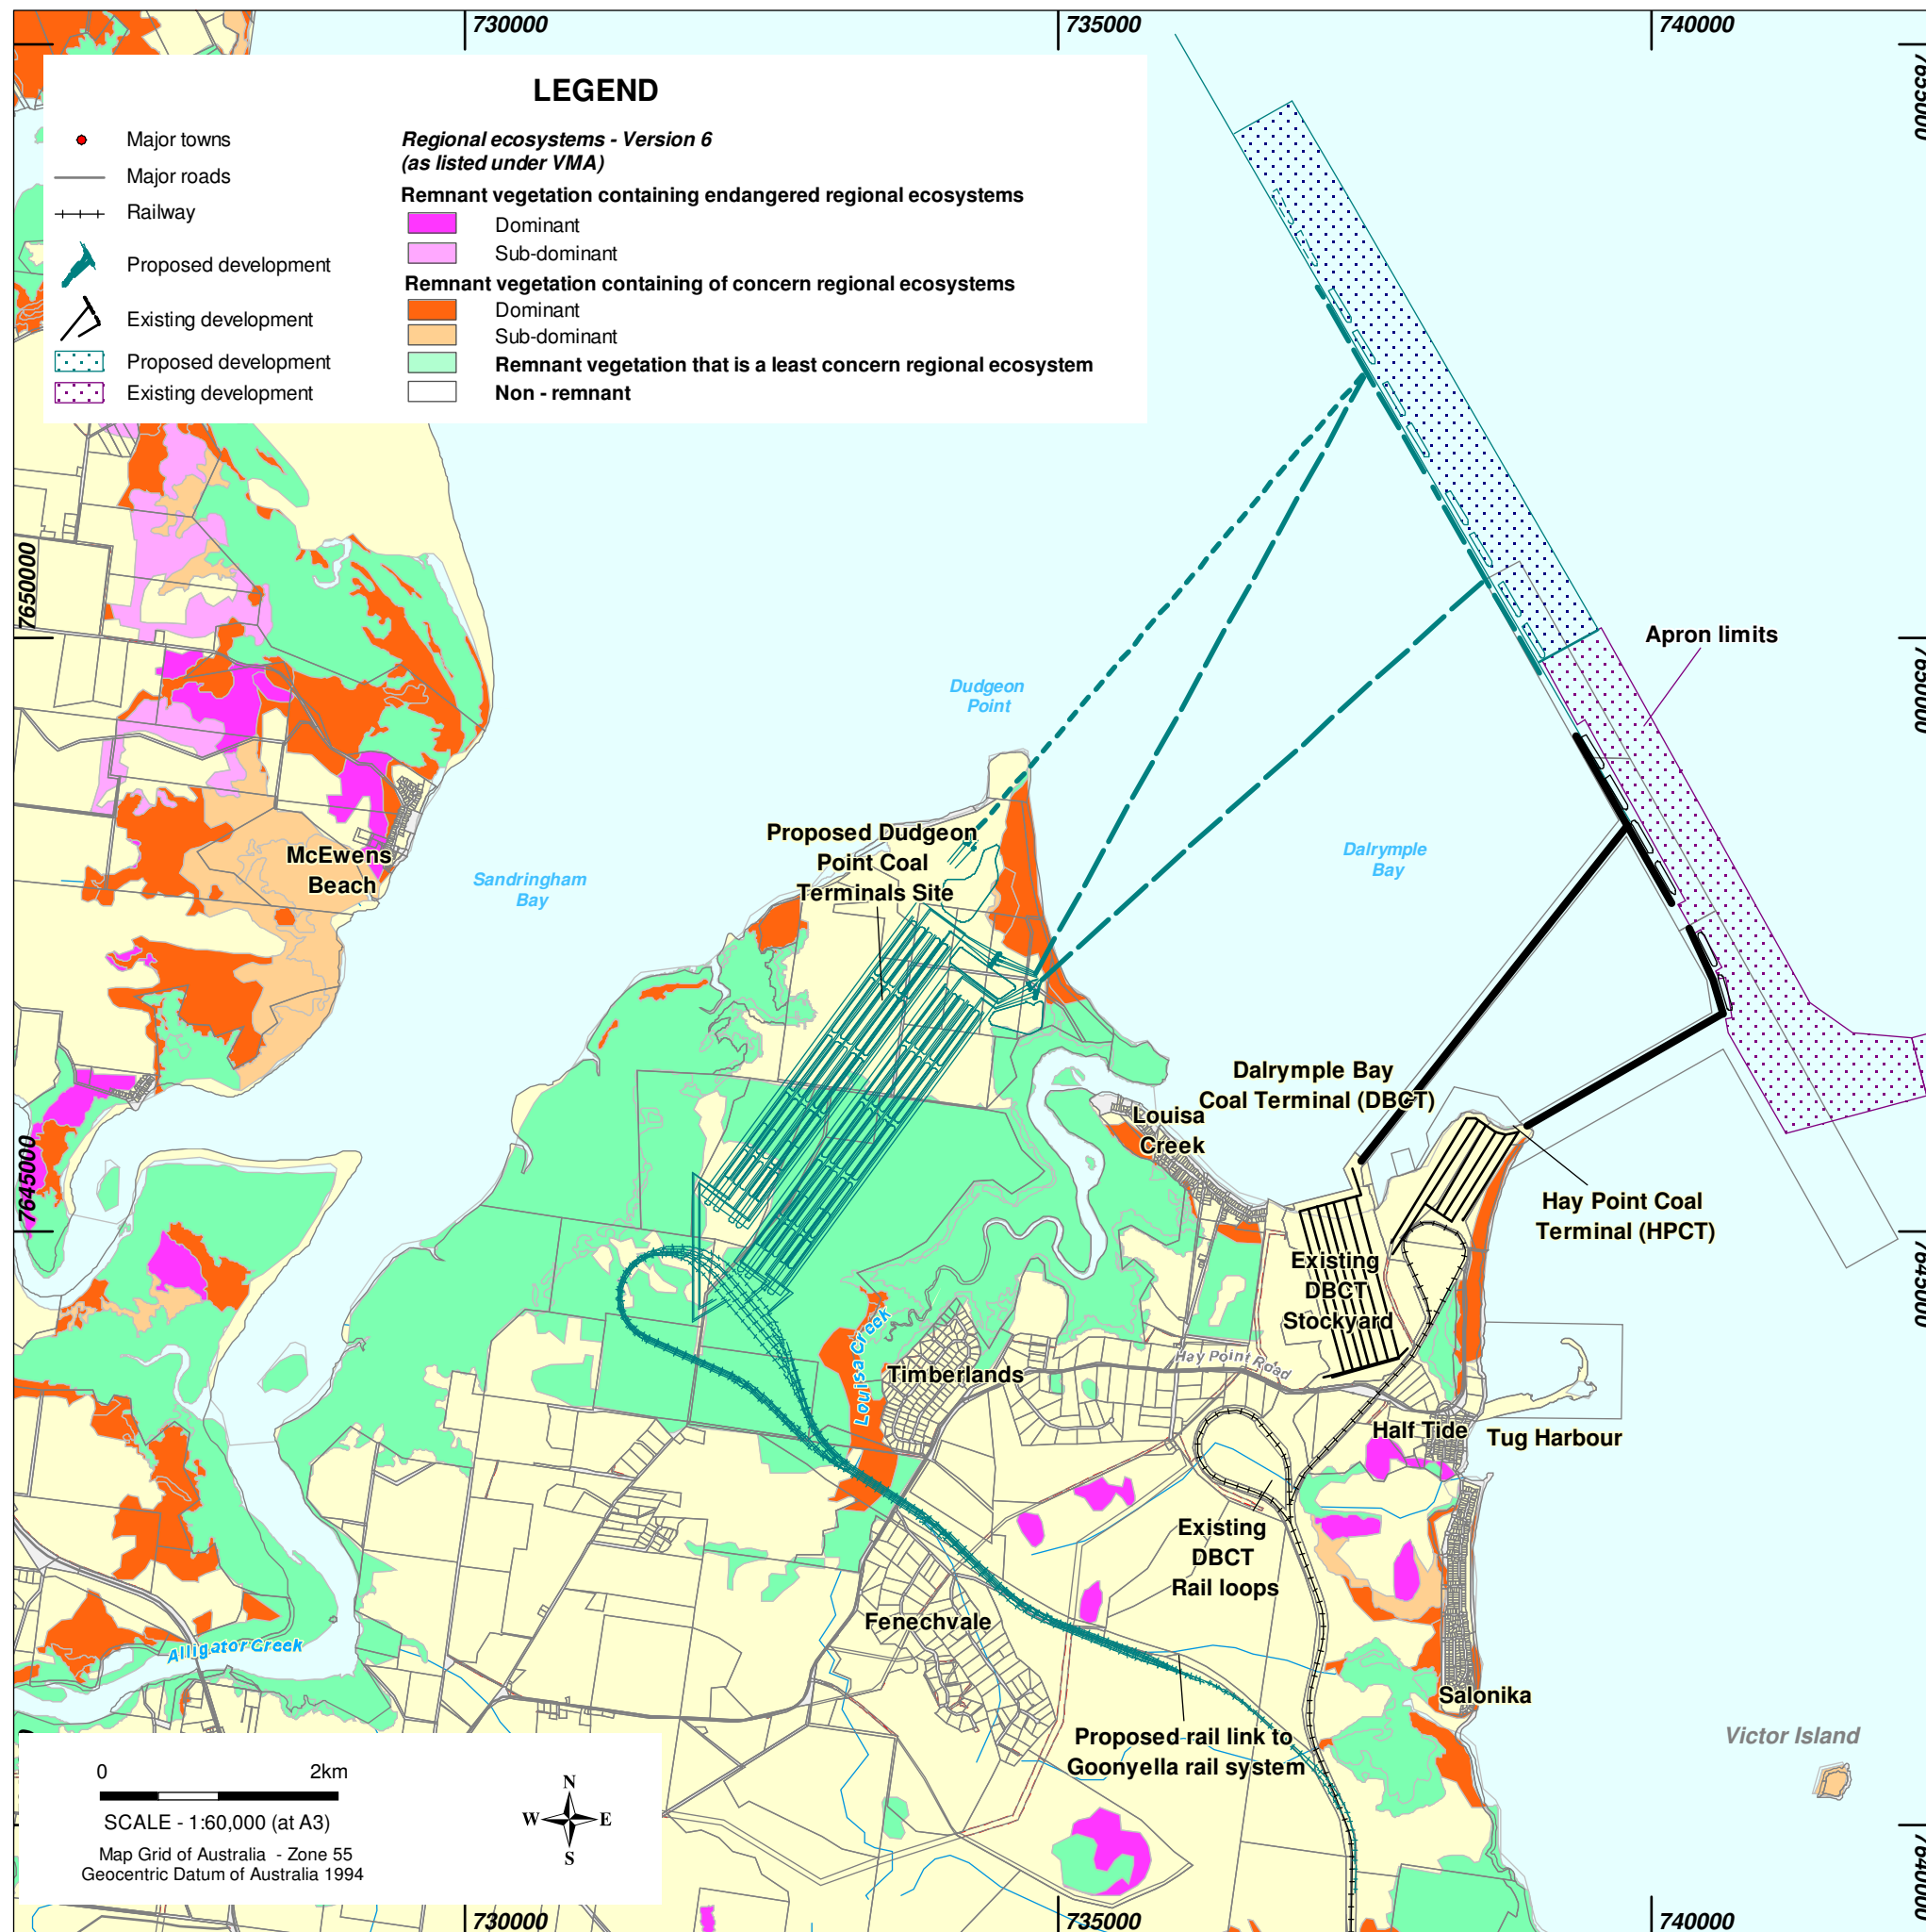 730000
735000
740000
7655000
LEGEND
Major towns
Major roads
Railway
Proposed development
Existing development
Proposed development
Existing development
Regional ecosystems - Version 6
(as listed under VMA)
Remnant vegetation containing endangered regional ecosystems
Dominant
Sub-dominant
Remnant vegetation containing of concern regional ecosystems
Dominant
Sub-dominant
Remnant vegetation that is a least concern regional ecosystem
Non - remnant
7650000
7650000
Apron limits
Dudgeon
Point
Proposed Dudgeon
Point Coal
Terminals Site
McEwens
Beach
Sandringham
Bay
Dalrymple
Bay
Dalrymple Bay
Coal Terminal (DBCT)
Louisa
Creek
7645000
7645000
Hay Point Coal
Terminal (HPCT)
Existing
DBCT
Stockyard
Louisa Creek
Hay Point Road
Timberlands
Half Tide
Tug Harbour
Existing
DBCT
Rail loops
Fenechvale
Alligator Creek
Salonika
Proposed rail link to
Goonyella rail system
Victor Island
0 2km
SCALE - 1:60,000 (at A3)
Map Grid of Australia - Zone 55
Geocentric Datum of Australia 1994
N
W E
S
7640000
730000
735000
740000